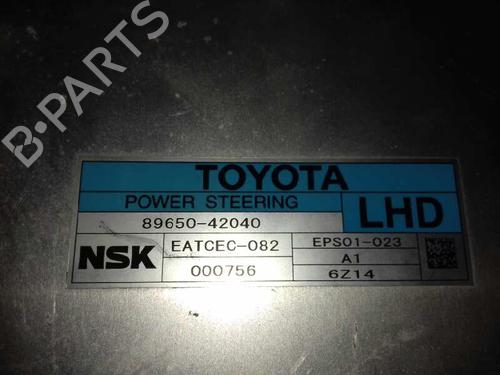 B-PARTS
TOYOTA
POWER STEERING
89650-42040
LHD
NSK
EATCEC-082
EPS01-023
000756
A1
6Z14